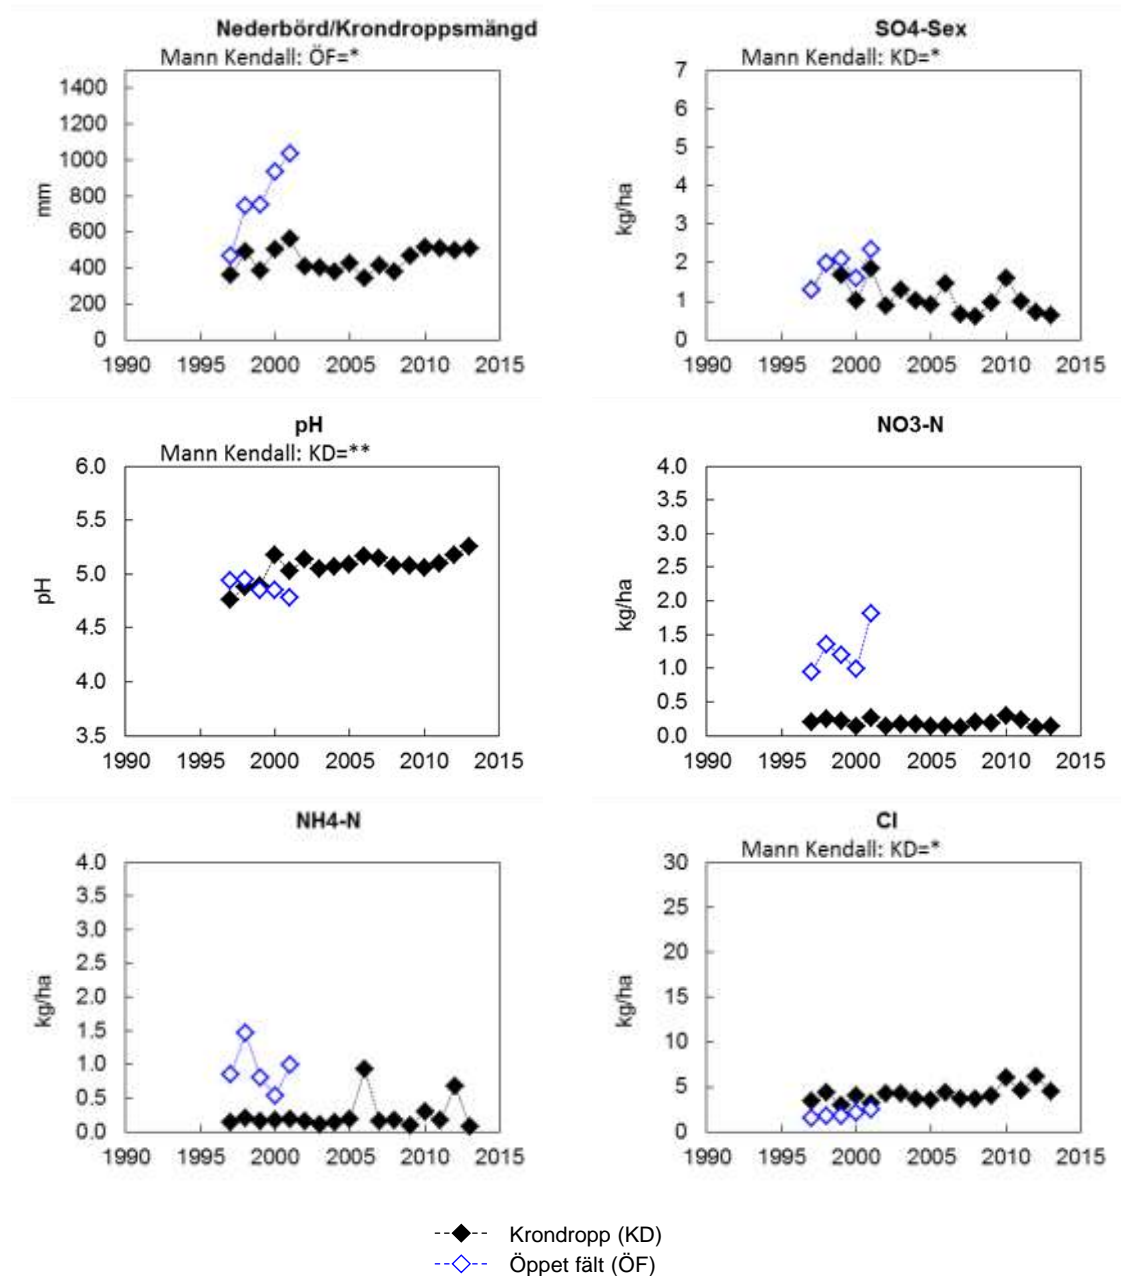 Nederbörd/Krondroppsmängd
Mann Kendall: ÖF=*
mm
1400
1200
1000
800
600
400
200
0
1990 1995 2000 2005 2010 2015
SO4-Sex
Mann Kendall: KD=*
kg/ha
7
6
5
4
3
2
1
0
1990 1995 2000 2005 2010 2015
pH
Mann Kendall: KD=**
pH
6.0
5.5
5.0
4.5
4.0
3.5
1990 1995 2000 2005 2010 2015
NO3-N
kg/ha
4.0
3.5
3.0
2.5
2.0
1.5
1.0
0.5
0.0
1990 1995 2000 2005 2010 2015
NH4-N
kg/ha
4.0
3.5
3.0
2.5
2.0
1.5
1.0
0.5
0.0
1990 1995 2000 2005 2010 2015
Cl
Mann Kendall: KD=*
kg/ha
30
25
20
15
10
5
0
1990 1995 2000 2005 2010 2015
Krondropp (KD)
Öppet fält (ÖF)